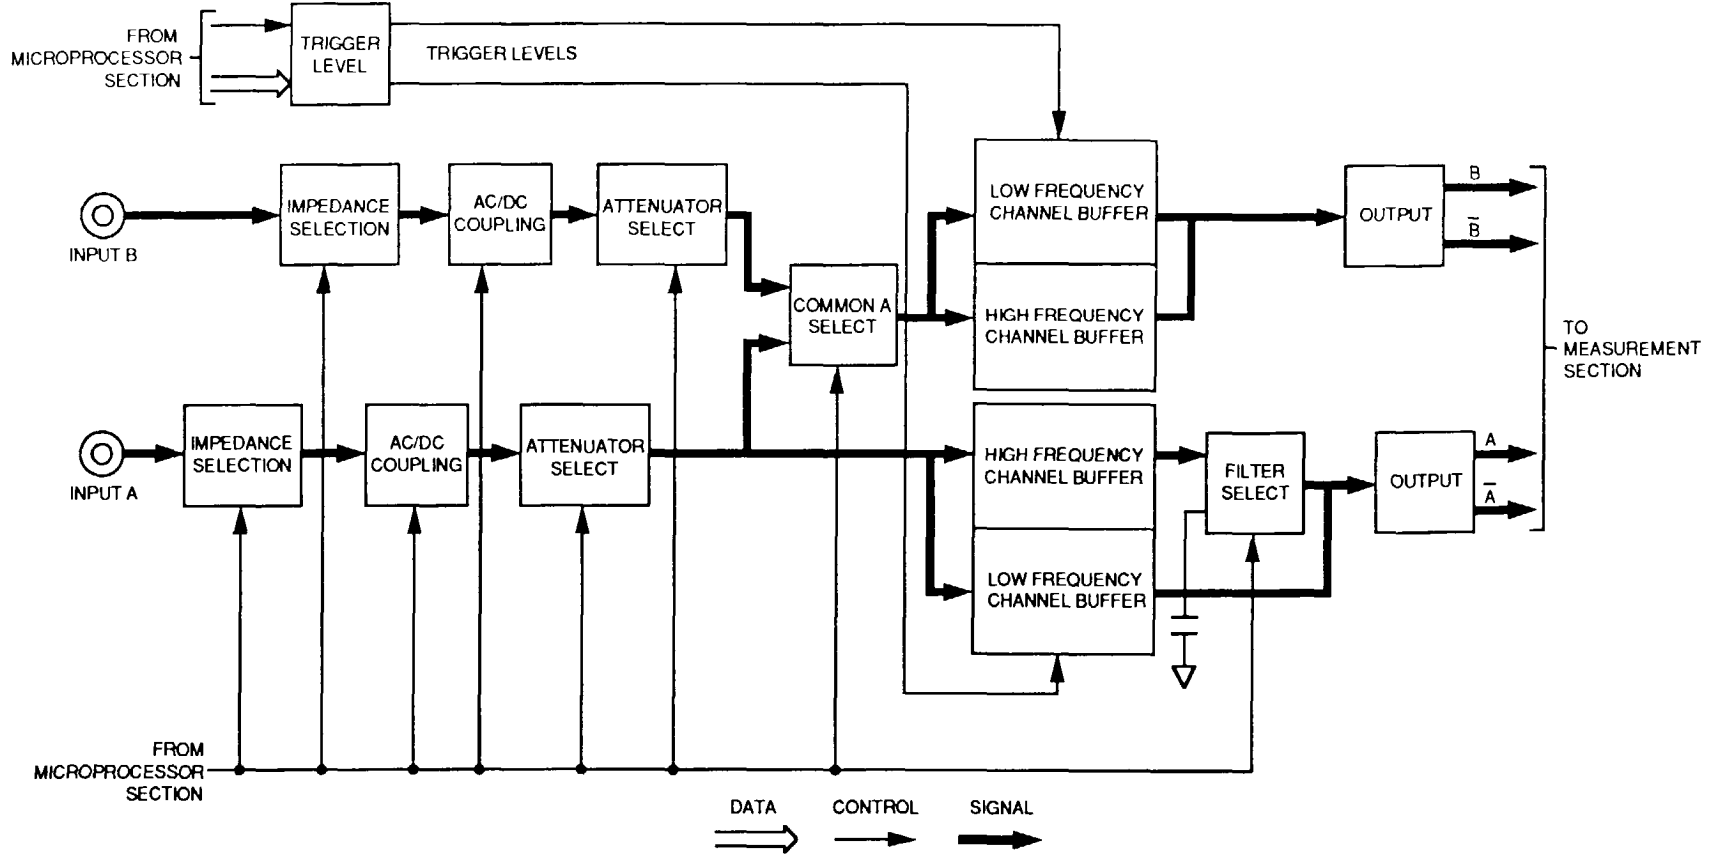 FROM
MICROPROCESSOR
SECTION
TRIGGER
LEVEL
TRIGGER LEVELS
INPUT B
IMPEDANCE
SELECTION
AC/DC
COUPLING
ATTENUATOR
SELECT
COMMON A
SELECT
LOW FREQUENCY
CHANNEL BUFFER
HIGH FREQUENCY
CHANNEL BUFFER
OUTPUT
B
B̅
TO
MEASUREMENT
SECTION
INPUT A
IMPEDANCE
SELECTION
AC/DC
COUPLING
ATTENUATOR
SELECT
HIGH FREQUENCY
CHANNEL BUFFER
LOW FREQUENCY
CHANNEL BUFFER
FILTER
SELECT
OUTPUT
A
A̅
FROM
MICROPROCESSOR
SECTION
DATA
CONTROL
SIGNAL